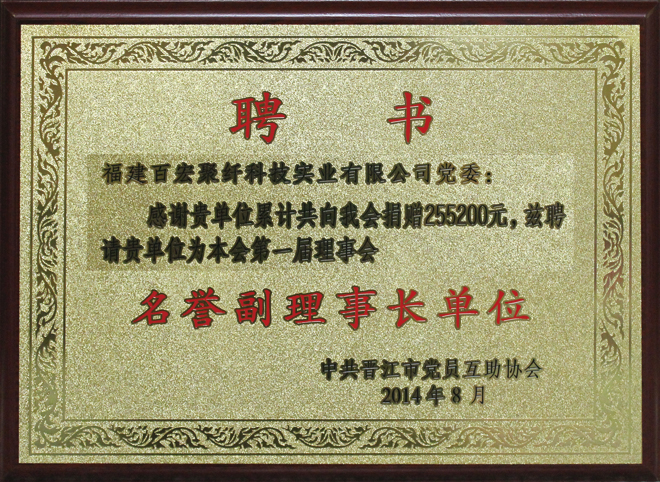 聘 书
福建百宏聚纤科技实业有限公司党委：
感谢贵单位累计共向我会捐赠255200元，兹聘
请贵单位为本会第一届理事会
名誉副理事长单位
中共晋江市党员互助协会
2014年8月